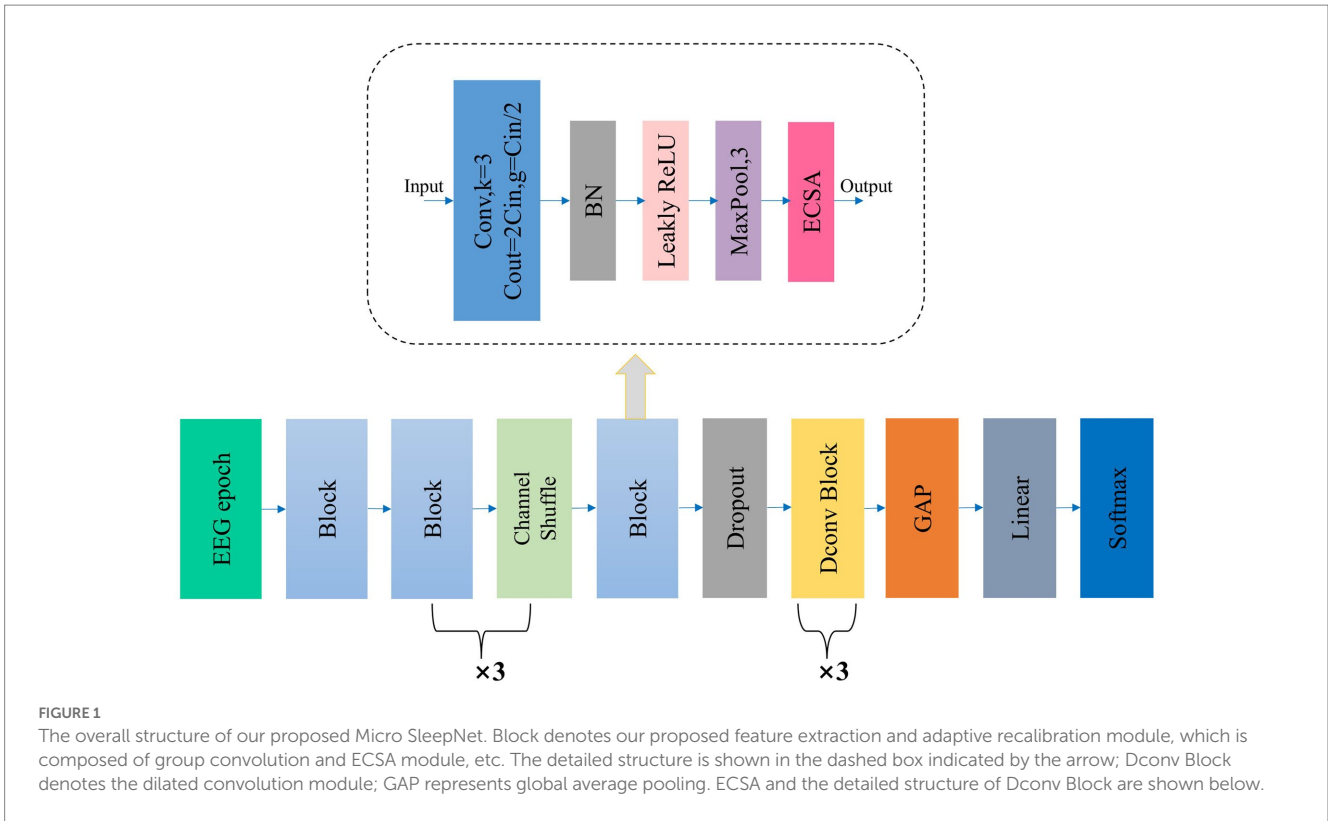 Input
Conv,k=3
Cout=2Cin,g=Cin/2
BN
Leakly ReLU
MaxPool,3
ECSA
Output
EEG epoch
Block
Block
Channel
Shuffle
Block
Dropout
Dconv Block
GAP
Linear
Softmax
×3
×3
FIGURE 1
The overall structure of our proposed Micro SleepNet. Block denotes our proposed feature extraction and adaptive recalibration module, which is
composed of group convolution and ECSA module, etc. The detailed structure is shown in the dashed box indicated by the arrow; Dconv Block
denotes the dilated convolution module; GAP represents global average pooling. ECSA and the detailed structure of Dconv Block are shown below.